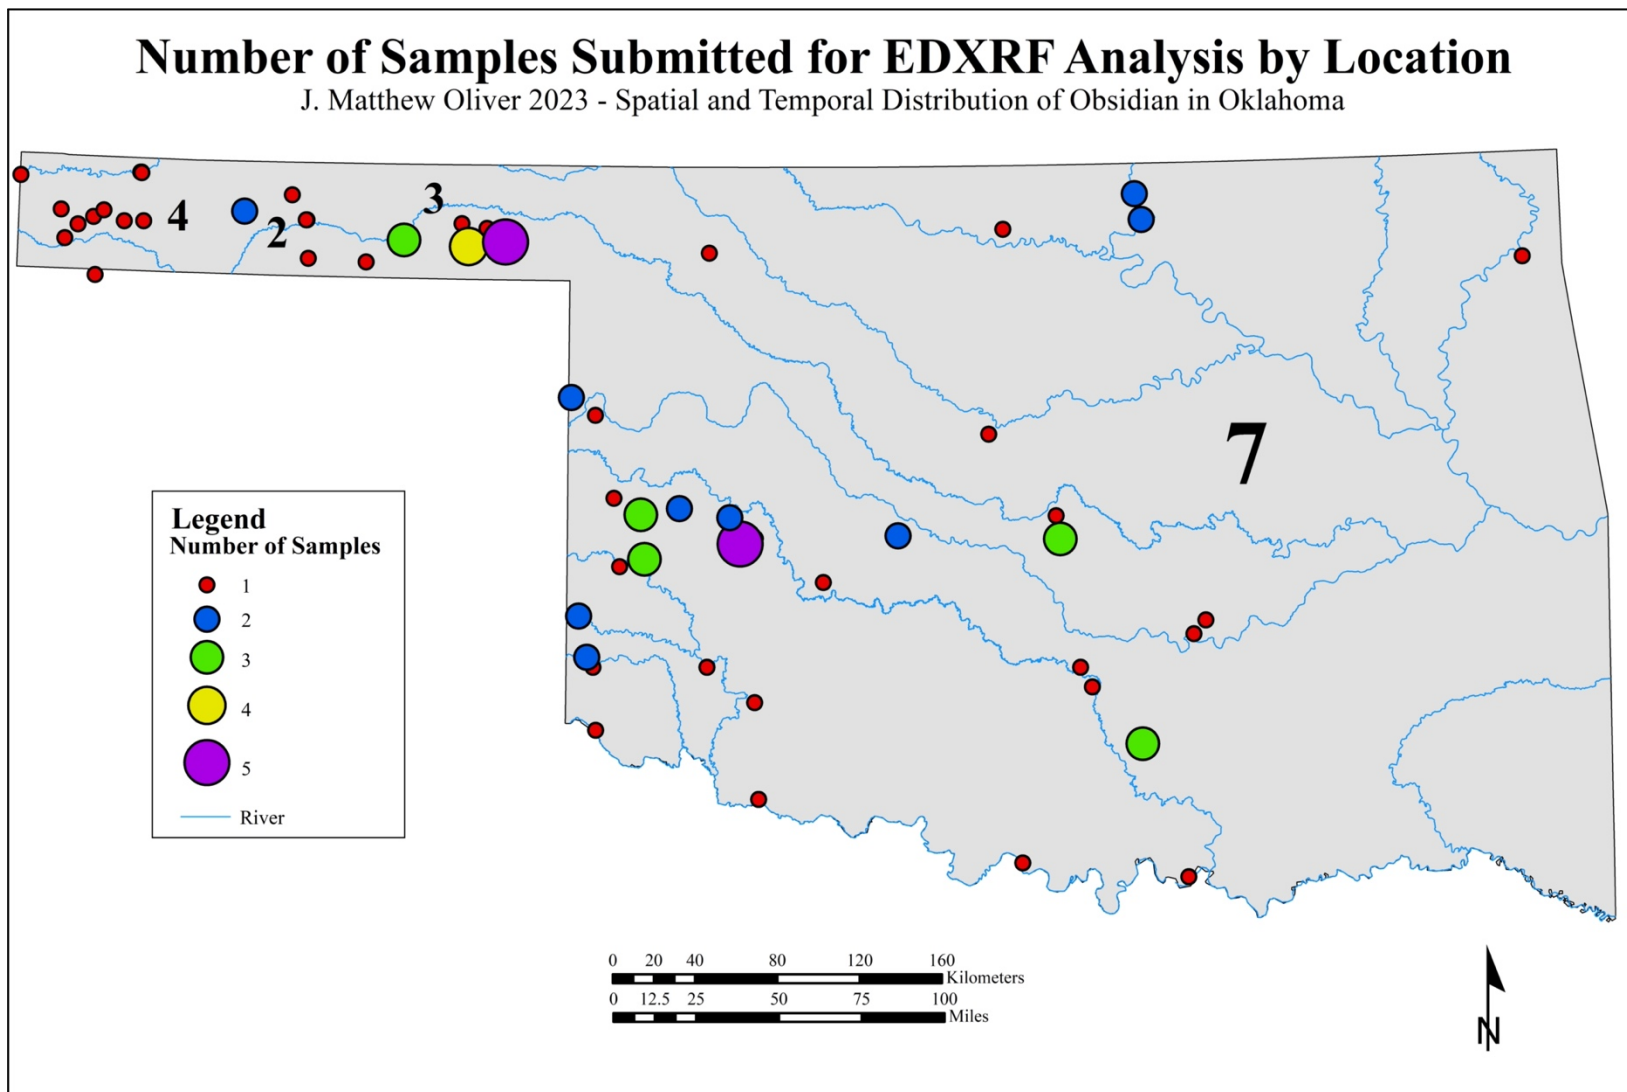 Number of Samples Submitted for EDXRF Analysis by Location
J. Matthew Oliver 2023 - Spatial and Temporal Distribution of Obsidian in Oklahoma
3
4
2
7
Legend
Number of Samples
1
2
3
4
5
River
0 20 40 80 120 160
Kilometers
0 12.5 25 50 75 100
Miles
N